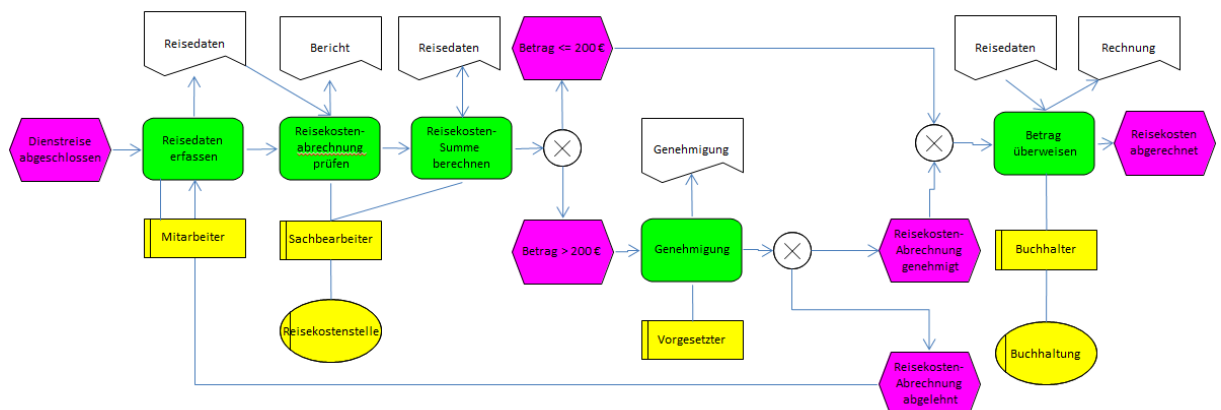 Reisedaten
Bericht
Reisedaten
Betrag <= 200 €
Reisedaten
Rechnung
Dienstreise
abgeschlossen
Reisedaten
erfassen
Reisekosten-
abrechnung
prüfen
Reisekosten-
Summe
berechnen
Genehmigung
Betrag
überweisen
Reisekosten
abgerechnet
Mitarbeiter
Sachbearbeiter
Betrag > 200 €
Genehmigung
Reisekosten-
Abrechnung
genehmigt
Buchhalter
Reisekostenstelle
Vorgesetzter
Reisekosten-
Abrechnung
abgelehnt
Buchhaltung